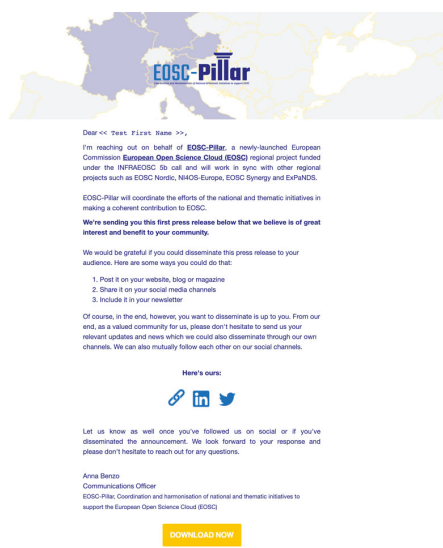 EOSC-Pillar
Dear << Test First Name >>,
I'm reaching out on behalf of EOSC-Pillar, a newly-launched European
Commission European Open Science Cloud (EOSC) regional project funded
under the INFRAEOSC 5b call and will work in sync with other regional
projects such as EOSC Nordic, NI4OS-Europe, EOSC Synergy and ExPaNDS.
EOSC-Pillar will coordinate the efforts of the national and thematic initiatives in
making a coherent contribution to EOSC.
We're sending you this first press release below that we believe is of great
interest and benefit to your community.
We would be grateful if you could disseminate this press release to your
audience. Here are some ways you could do that:
1. Post it on your website, blog or magazine
2. Share it on your social media channels
3. Include it in your newsletter
Of course, in the end, however, you want to disseminate is up to you. From our
end, as a valued community for us, please don't hesitate to send us your
relevant updates and news which we could also disseminate through our own
channels. We can also mutually follow each other on our social channels.
Here's ours:
in
Let us know as well once you've followed us on social or if you've
disseminated the announcement. We look forward to your response and
please don't hesitate to reach out for any questions.
Anna Benzo
Communications Officer
EOSC-Pillar, Coordination and harmonisation of national and thematic initiatives to
support the European Open Science Cloud (EOSC)
DOWNLOAD NOW